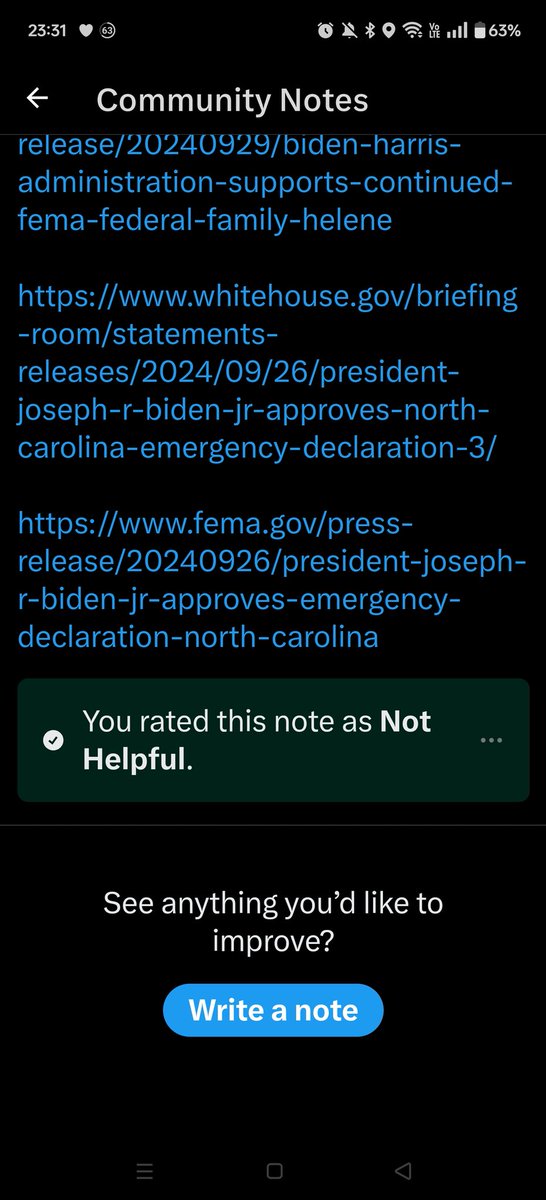 23:31 63 Vo LTE 63%
Community Notes
release/20240929/biden-harris-
administration-supports-continued-
fema-federal-family-helene
https://www.whitehouse.gov/briefing
-room/statements-
releases/2024/09/26/president-
joseph-r-biden-jr-approves-north-
carolina-emergency-declaration-3/
https://www.fema.gov/press-
release/20240926/president-joseph-
r-biden-jr-approves-emergency-
declaration-north-carolina
You rated this note as Not
Helpful.
See anything you’d like to
improve?
Write a note